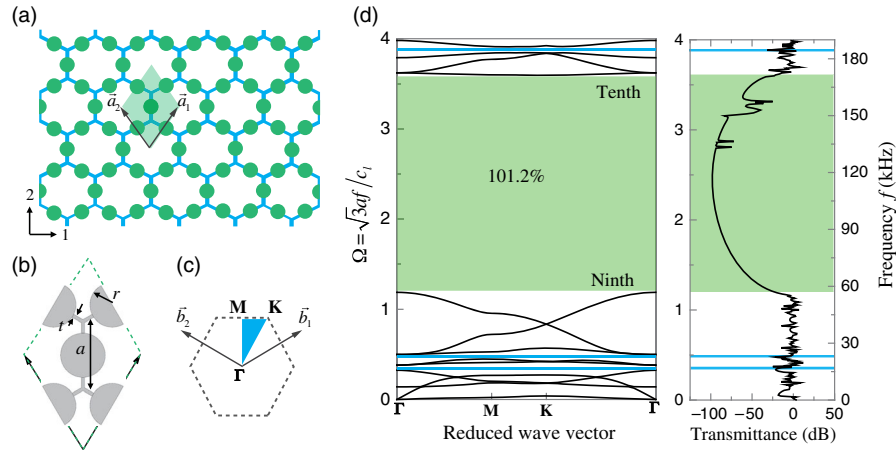 (a)
a⃗₂
a⃗₁
2
1
(b)
r
t
a
(c)
M
K
b⃗₂
b⃗₁
Γ
(d)
Ω=√3af/cₗ
4
3
2
1
0
Tenth
101.2%
Ninth
Γ
M
K
Γ
Reduced wave vector
4
3
2
1
0
180
150
120
90
60
30
0
Frequency f (kHz)
−125
−100
−50
0
50
Transmittance (dB)